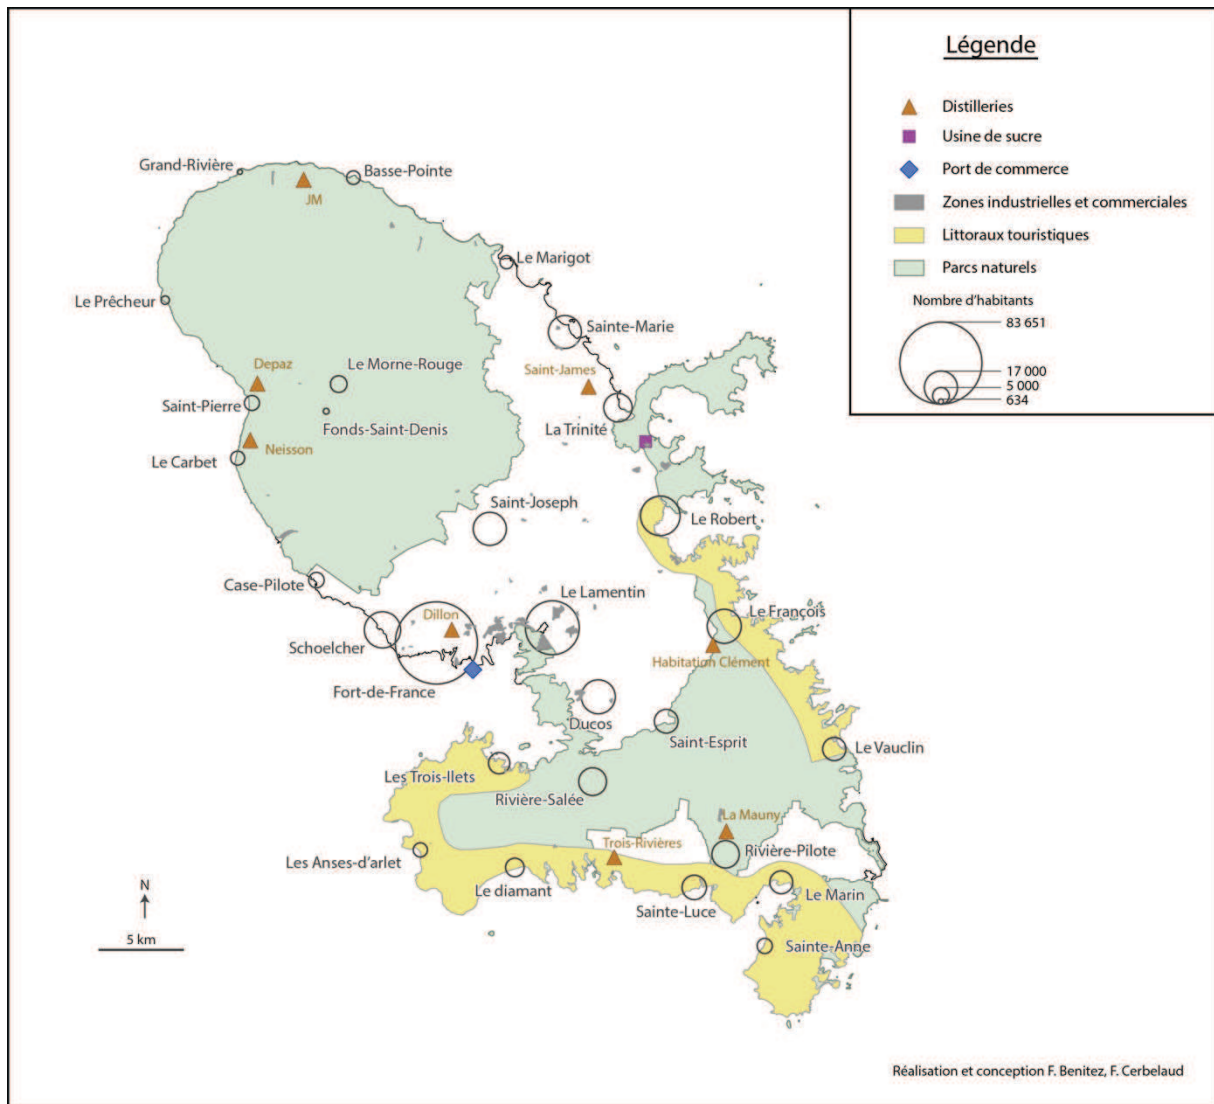 Légende
Distilleries
Usine de sucre
Port de commerce
Zones industrielles et commerciales
Littoraux touristiques
Parcs naturels
Nombre d'habitants
83 651
17 000
5 000
634
Grand-Rivière
Basse-Pointe
JM
Le Marigot
Le Prêcheur
Sainte-Marie
Depaz
Le Morne-Rouge
Saint-James
Saint-Pierre
Fonds-Saint-Denis
La Trinité
Neisson
Le Carbet
Saint-Joseph
Le Robert
Case-Pilote
Le Lamentin
Dillon
Le François
Schoelcher
Habitation Clément
Fort-de-France
Ducos
Saint-Esprit
Le Vauclin
Les Trois-Ilets
Rivière-Salée
La Mauny
Trois-Rivières
Rivière-Pilote
Les Anses-d'arlet
Le diamant
Le Marin
Sainte-Luce
Sainte-Anne
N
5 km
Réalisation et conception F. Benitez, F. Cerbelaud